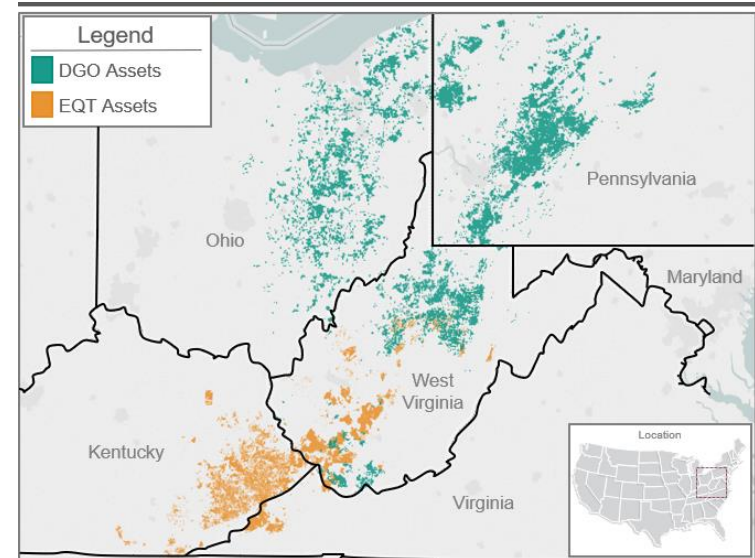 Legend
DGO Assets
EQT Assets
Pennsylvania
Ohio
Maryland
West
Virginia
Kentucky
Virginia
Location